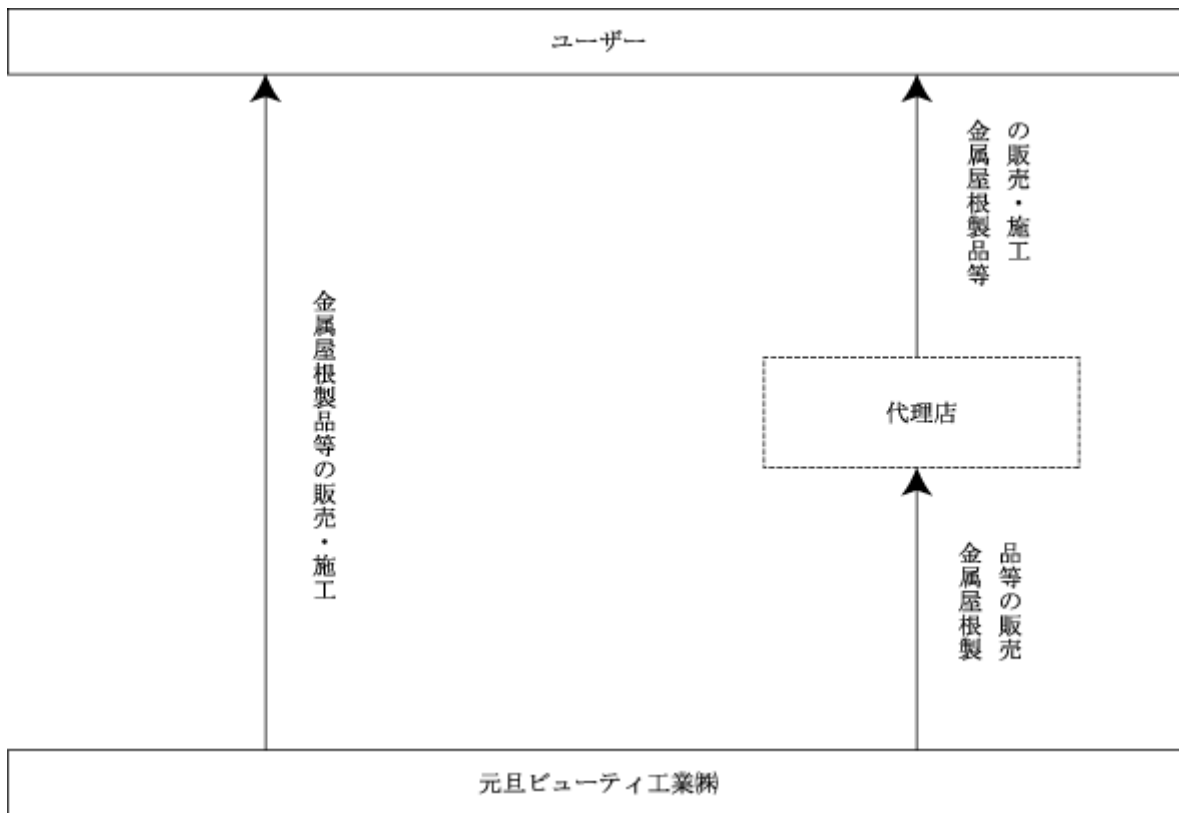 ユーザー
金属屋根製品等の販売・施工
金属屋根製品等
の販売・施工
代理店
金属屋根製
品等の販売
元旦ビューティ工業㈱